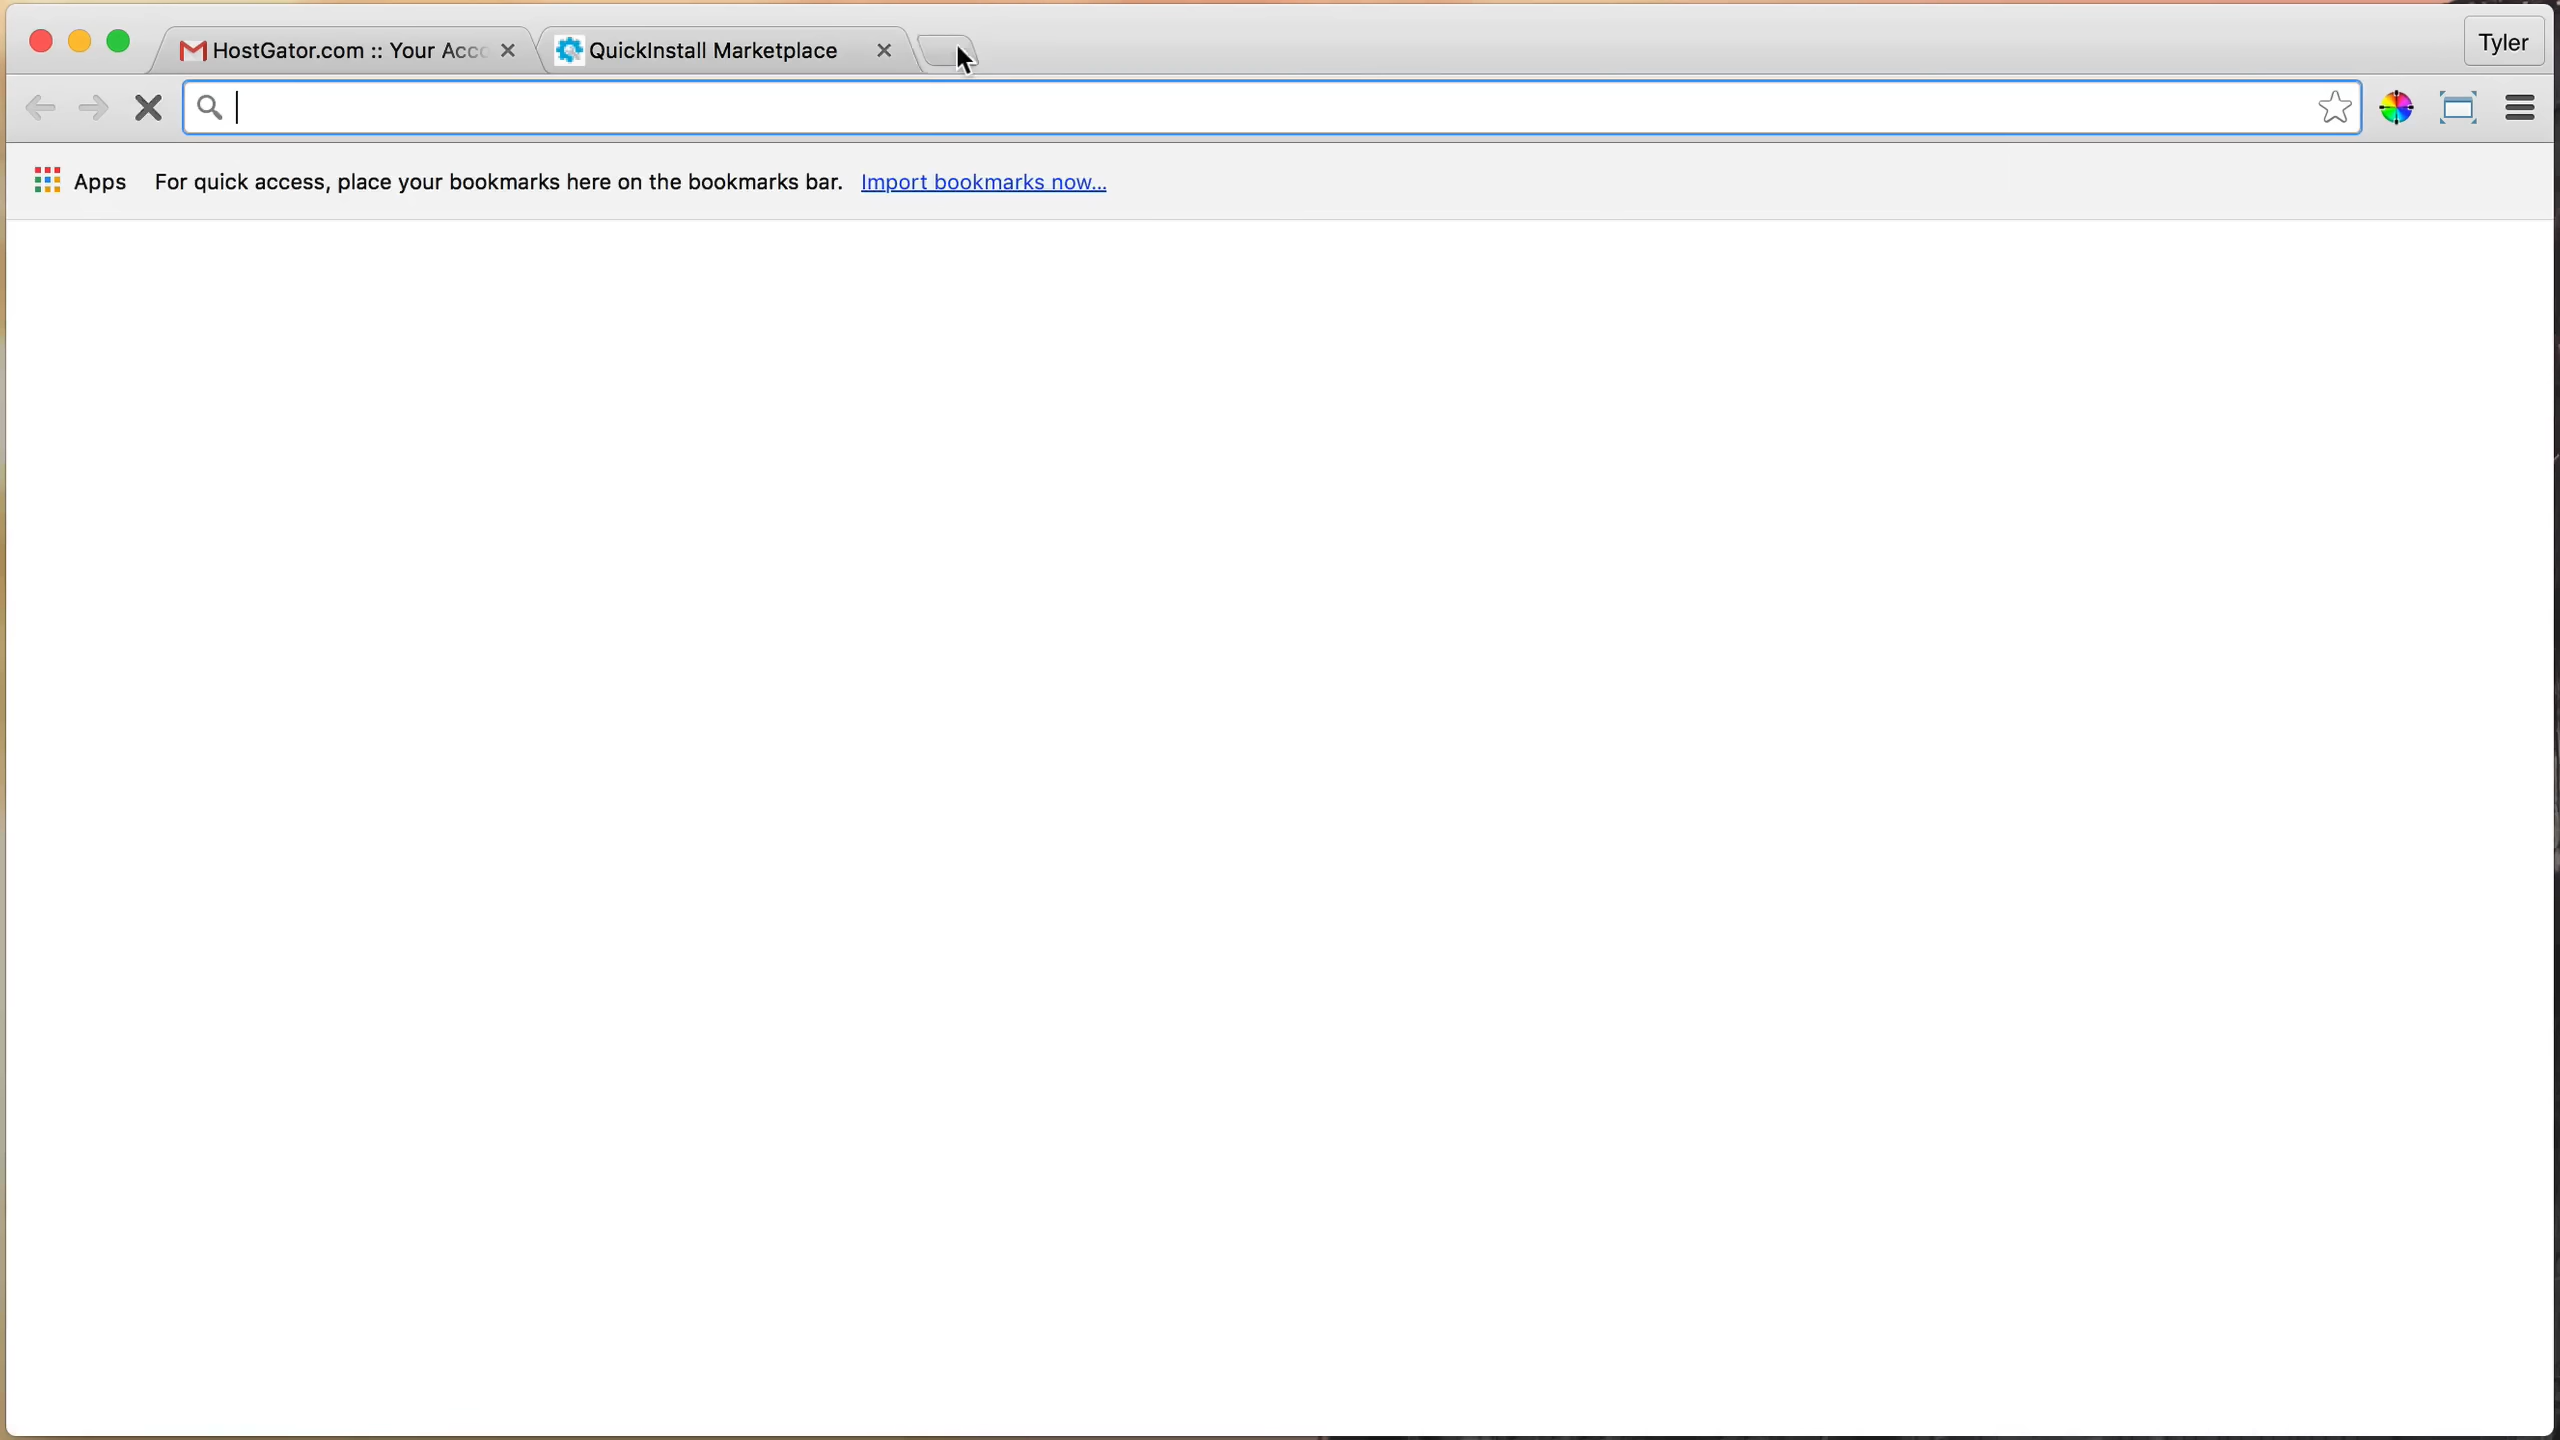 HostGator.com :: Your Acco
QuickInstall Marketplace
Tyler
Apps
For quick access, place your bookmarks here on the bookmarks bar.
Import bookmarks now...